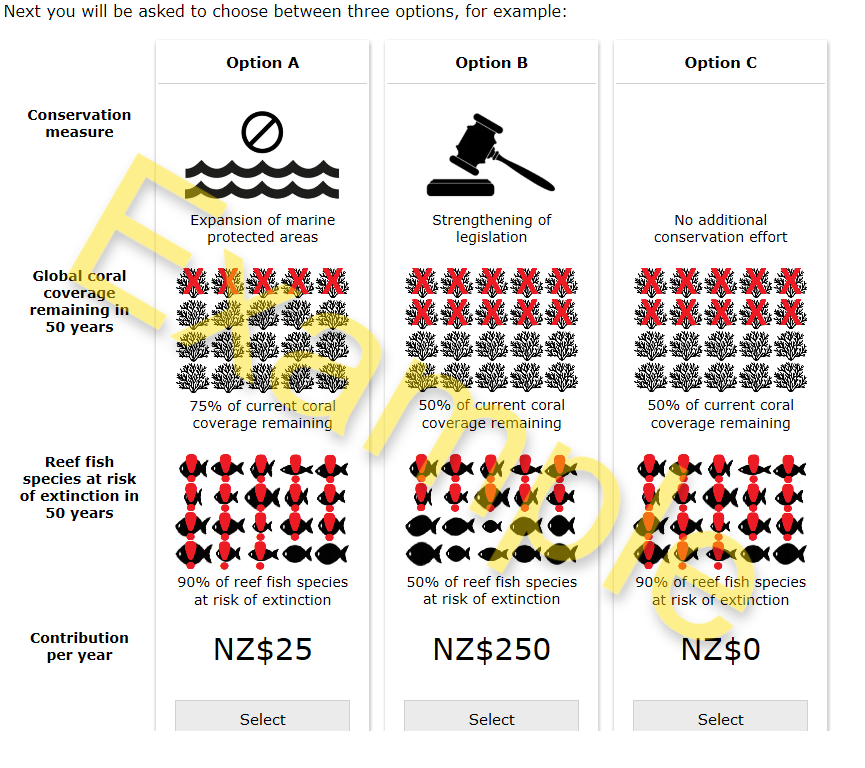 Next you will be asked to choose between three options, for example:
Option A
Option B
Option C
Conservation
measure
Expansion of marine
protected areas
Strengthening of
legislation
No additional
conservation effort
Global coral
coverage
remaining in
50 years
75% of current coral
coverage remaining
50% of current coral
coverage remaining
50% of current coral
coverage remaining
Reef fish
species at risk
of extinction in
50 years
90% of reef fish species
at risk of extinction
50% of reef fish species
at risk of extinction
90% of reef fish species
at risk of extinction
Contribution
per year
NZ$25
NZ$250
NZ$0
Select
Select
Select
Example